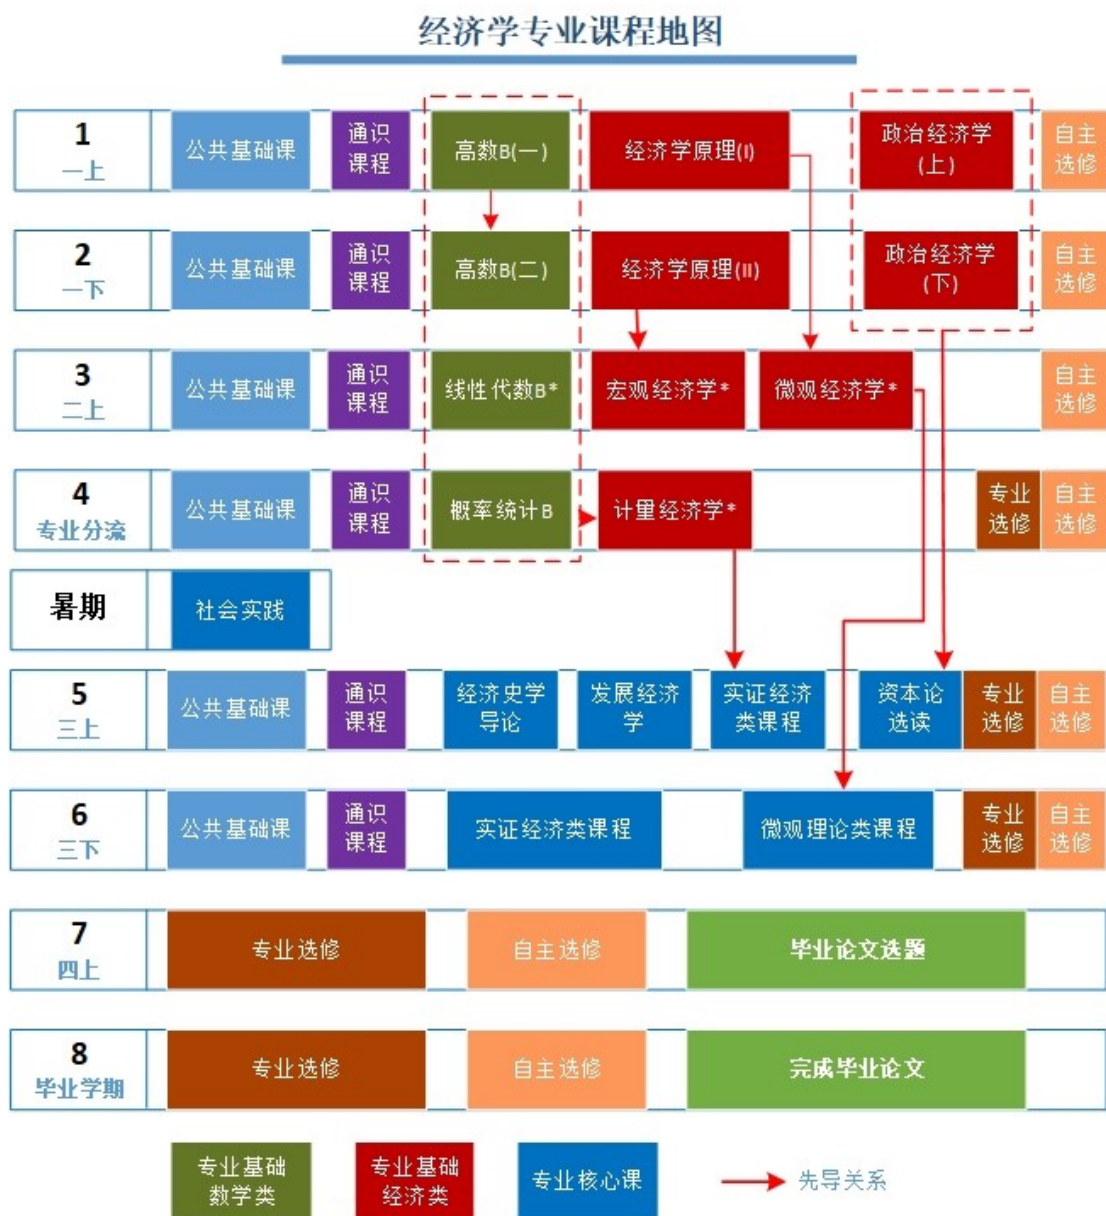 经济学专业课程地图
1
一上
公共基础课
通识
课程
高数B(一)
经济学原理(I)
政治经济学
(上)
自主
选修
2
一下
公共基础课
通识
课程
高数B(二)
经济学原理(II)
政治经济学
(下)
自主
选修
3
二上
公共基础课
通识
课程
线性代数B*
宏观经济学*
微观经济学*
自主
选修
4
专业分流
公共基础课
通识
课程
概率统计B
计量经济学*
专业
选修
自主
选修
暑期
社会实践
5
三上
公共基础课
通识
课程
经济史学
导论
发展经济
学
实证经济
类课程
资本论
选读
专业
选修
自主
选修
6
三下
公共基础课
通识
课程
实证经济类课程
微观理论类课程
专业
选修
自主
选修
7
四上
专业选修
自主选修
毕业论文选题
8
毕业学期
专业选修
自主选修
完成毕业论文
专业基础
数学类
专业基础
经济类
专业核心课
先导关系